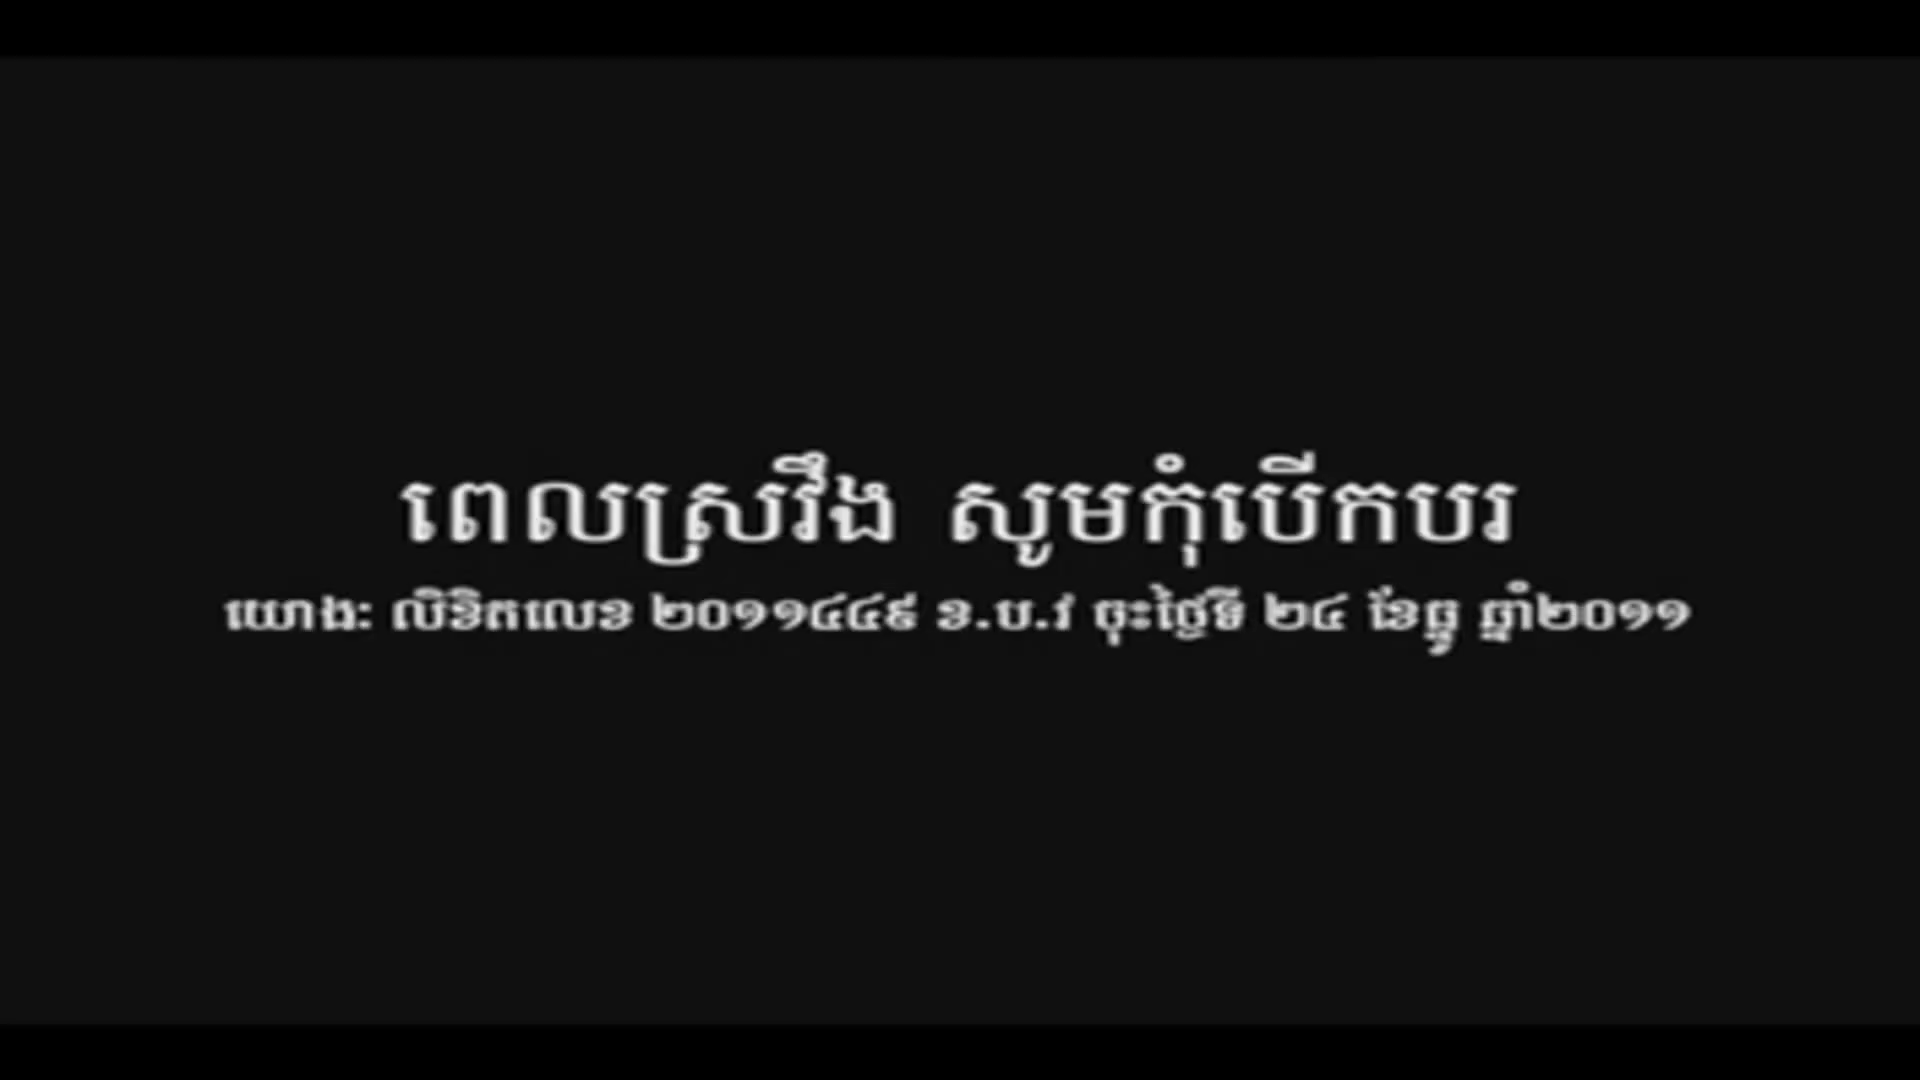 ពេលស្រវឹង សូមកុំបើកបរ
យោង: លិខិតលេខ ២០១១៤៤៩ ខ.ប.វ ចុះថ្ងៃទី ២៤ ខែធ្នូ ឆ្នាំ២០១១